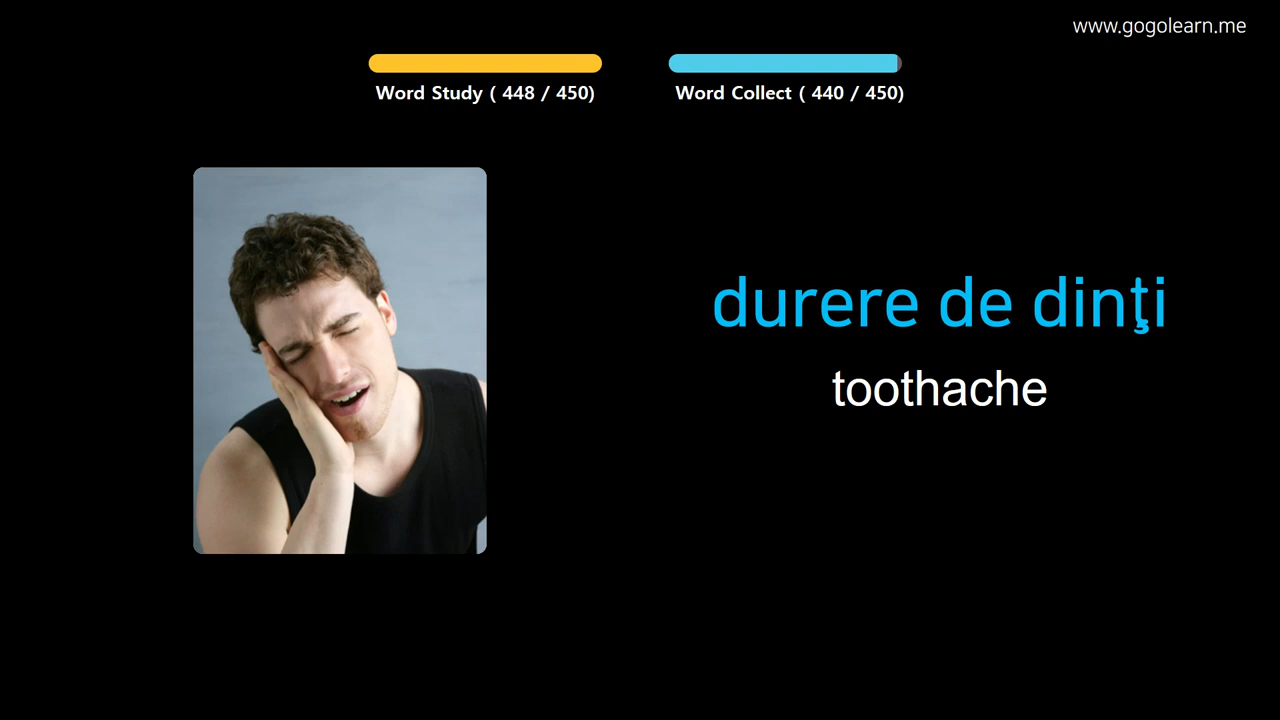 www.gogolearn.me
Word Study ( 448 / 450)
Word Collect ( 440 / 450)
durere de dinţi
toothache